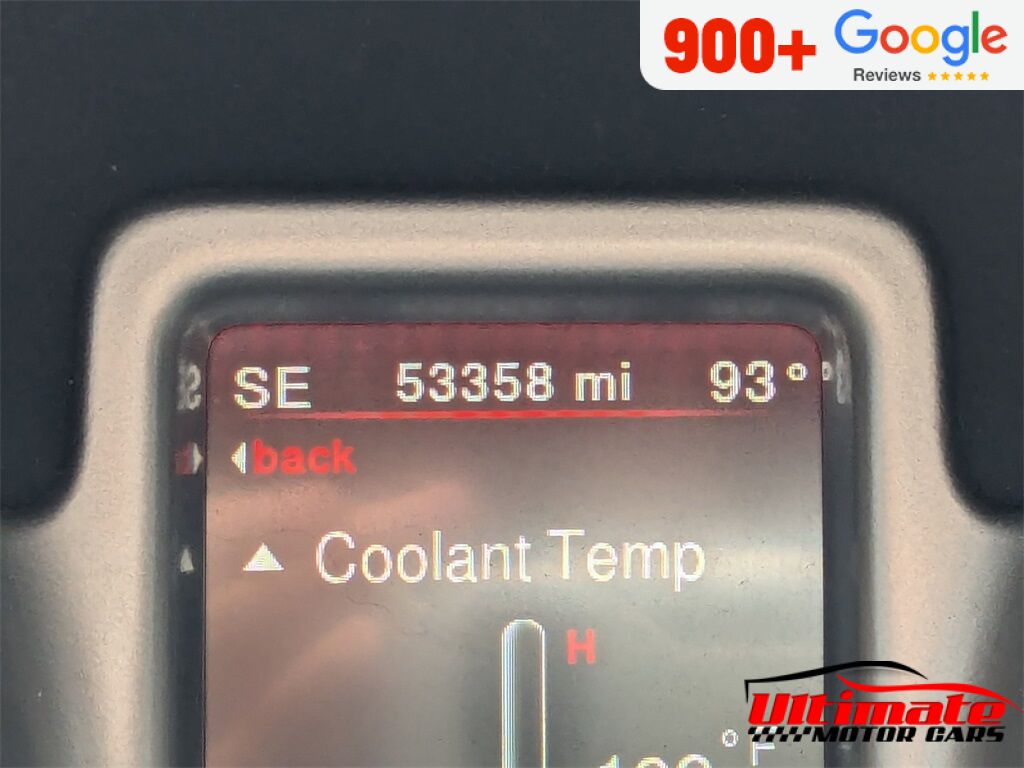 900+ Google
Reviews
SE 53358 mi 93°
back
Coolant Temp
H
° F
Ultimate
MOTOR CARS